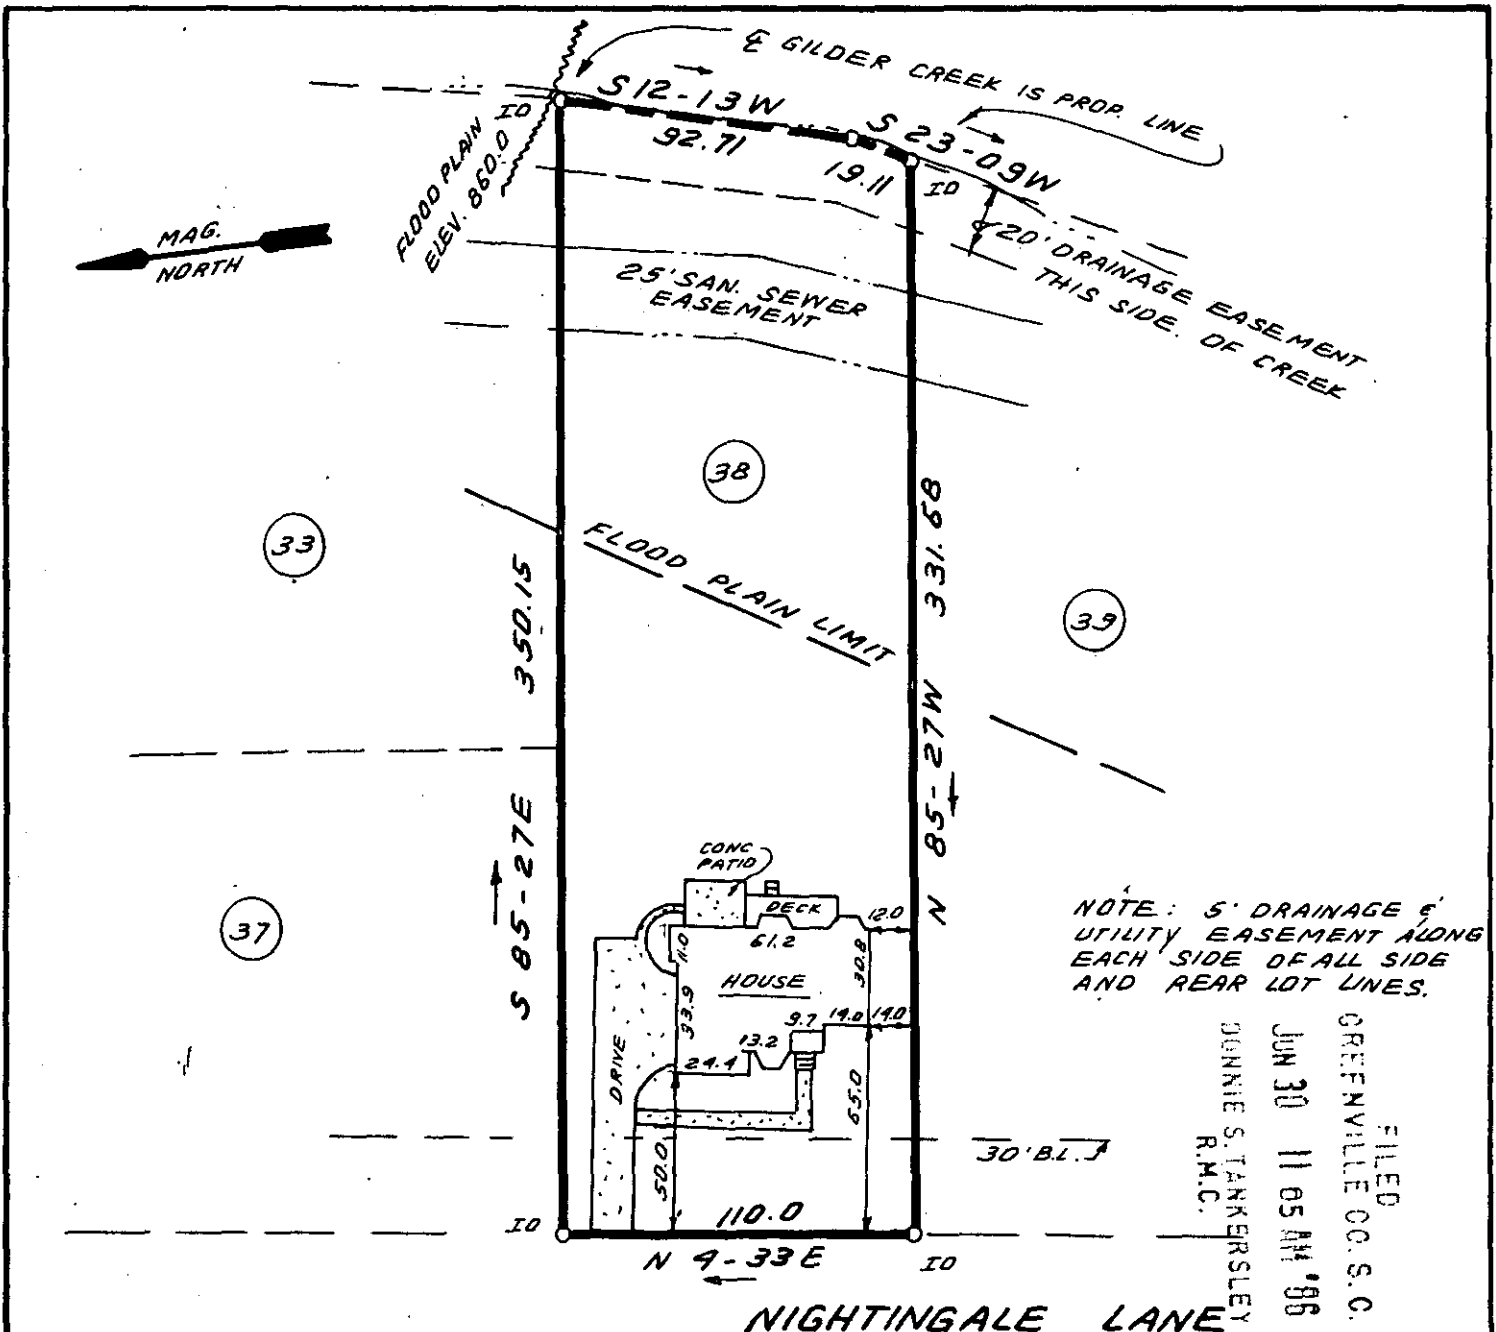 ℄ GILDER CREEK IS PROP. LINE
S 12-13 W
92.71
S 23-09 W
19.11
IO
IO
FLOOD PLAIN
ELEV. 860.0
MAG.
NORTH
20' DRAINAGE EASEMENT
THIS SIDE OF CREEK
25' SAN. SEWER
EASEMENT
38
33
39
37
FLOOD PLAIN LIMIT
S 85-27E 350.15
N 85-27W 331.68
CONC
PATIO
DECK
12.0
61.2
11.0
30.8
HOUSE
33.9
9.7
14.0
14.0
13.2
24.4
DRIVE
65.0
50.0
30' B.L.
110.0
IO
IO
N 4-33 E
NIGHTINGALE LANE
NOTE: 5' DRAINAGE &
UTILITY EASEMENT ALONG
EACH SIDE OF ALL SIDE
AND REAR LOT LINES.
FILED
GREENVILLE CO. S. C.
JUN 30 11 05 AM '86
DONNIE S. TANKERSLEY
R.M.C.